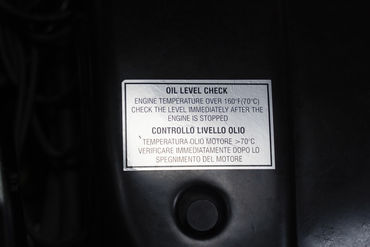 OIL LEVEL CHECK
ENGINE TEMPERATURE OVER 160°F(70°C)
CHECK THE LEVEL IMMEDIATELY AFTER THE
ENGINE IS STOPPED
CONTROLLO LIVELLO OLIO
TEMPERATURA OLIO MOTORE >70°C
VERIFICARE IMMEDIATAMENTE DOPO LO
SPEGNIMENTO DEL MOTORE